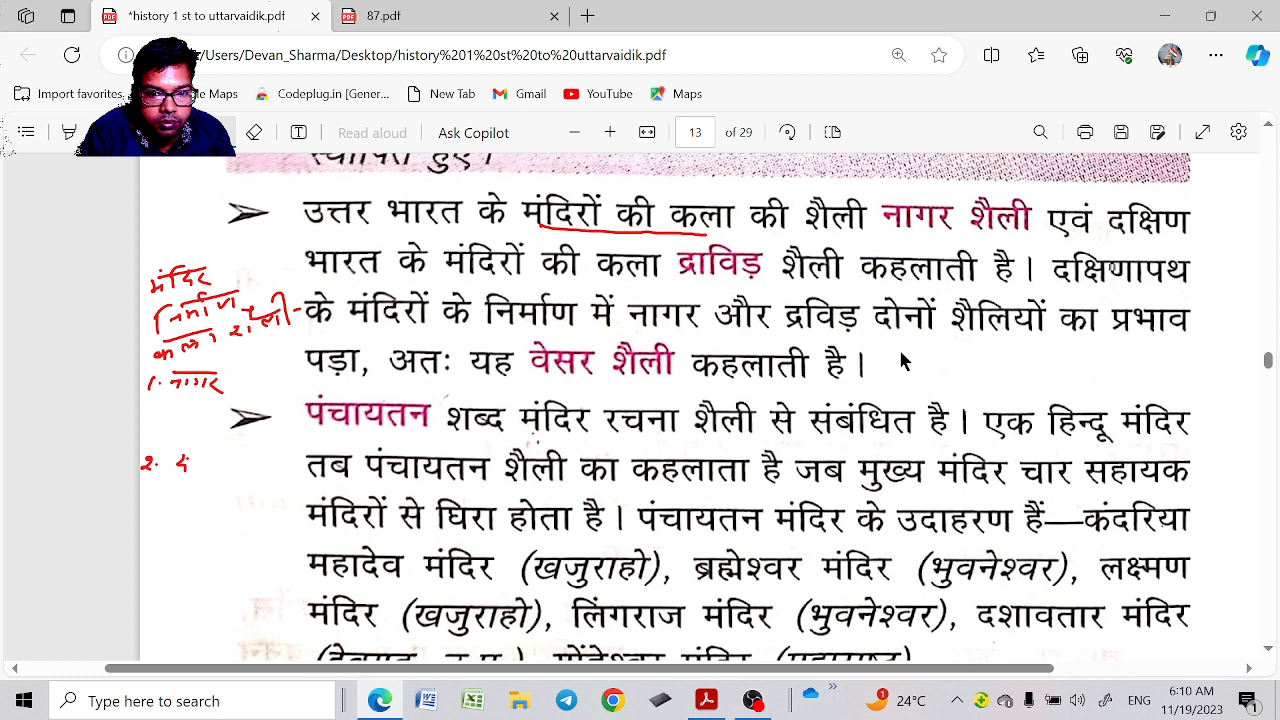 *history 1 st to uttarvaidik.pdf
87.pdf
/Users/Devan_Sharma/Desktop/history%201%20st%20to%20uttarvaidik.pdf
Import favorites
Maps
Codeplug.in [Gener...
New Tab
Gmail
YouTube
Maps
Read aloud
Ask Copilot
13 of 29
स्थापित हुए।
उत्तर भारत के मंदिरों की कला की शैली नागर शैली एवं दक्षिण
भारत के मंदिरों की कला द्राविड़ शैली कहलाती है। दक्षिणापथ
के मंदिरों के निर्माण में नागर और द्रविड़ दोनों शैलियों का प्रभाव
पड़ा, अतः यह वेसर शैली कहलाती है।
मंदिर
निर्माण
कला शैली-
1. नागर
2. द
पंचायतन शब्द मंदिर रचना शैली से संबंधित है। एक हिन्दू मंदिर
तब पंचायतन शैली का कहलाता है जब मुख्य मंदिर चार सहायक
मंदिरों से घिरा होता है। पंचायतन मंदिर के उदाहरण हैं—कंदरिया
महादेव मंदिर (खजुराहो), ब्रह्मेश्वर मंदिर (भुवनेश्वर), लक्ष्मण
मंदिर (खजुराहो), लिंगराज मंदिर (भुवनेश्वर), दशावतार मंदिर
Type here to search
24°C
ENG
6:10 AM
11/19/2023